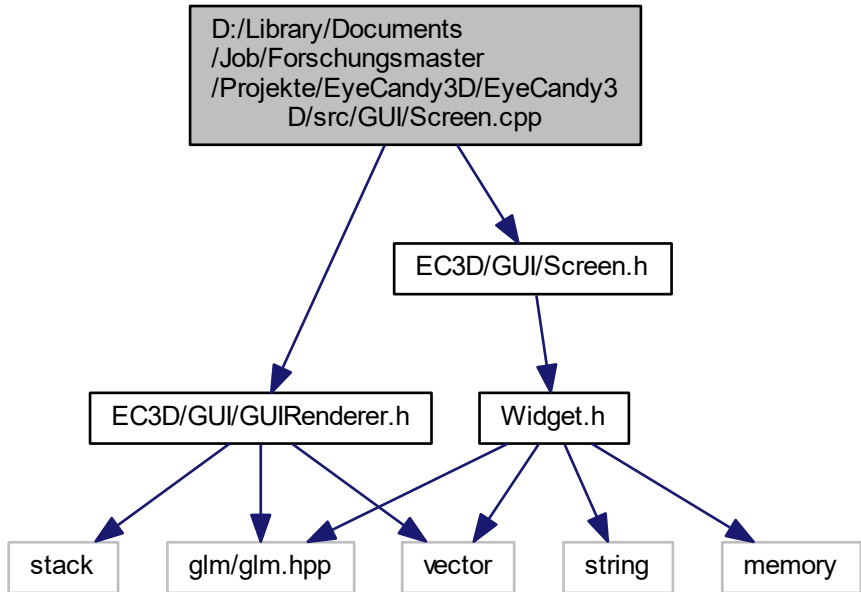 D:/Library/Documents
/Job/Forschungsmaster
/Projekte/EyeCandy3D/EyeCandy3
D/src/GUI/Screen.cpp
EC3D/GUI/Screen.h
EC3D/GUI/GUIRenderer.h
Widget.h
stack
glm/glm.hpp
vector
string
memory